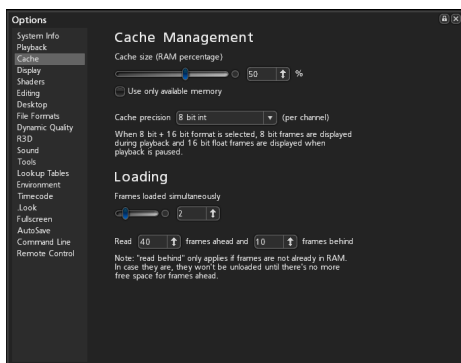 Options
System Info
Playback
Cache
Display
Shaders
Editing
Desktop
File Formats
Dynamic Quality
R3D
Sound
Tools
Lookup Tables
Environment
Timecode
.Look
Fullscreen
AutoSave
Command Line
Remote Control
Cache Management
Cache size (RAM percentage)
50 %
Use only available memory
Cache precision 8 bit int (per channel)
When 8 bit + 16 bit format is selected, 8 bit frames are displayed
during playback and 16 bit float frames are displayed when
playback is paused.
Loading
Frames loaded simultaneously
2
Read 40 frames ahead and 10 frames behind
Note: "read behind" only applies if frames are not already in RAM.
In case they are, they won't be unloaded until there's no more
free space for frames ahead.